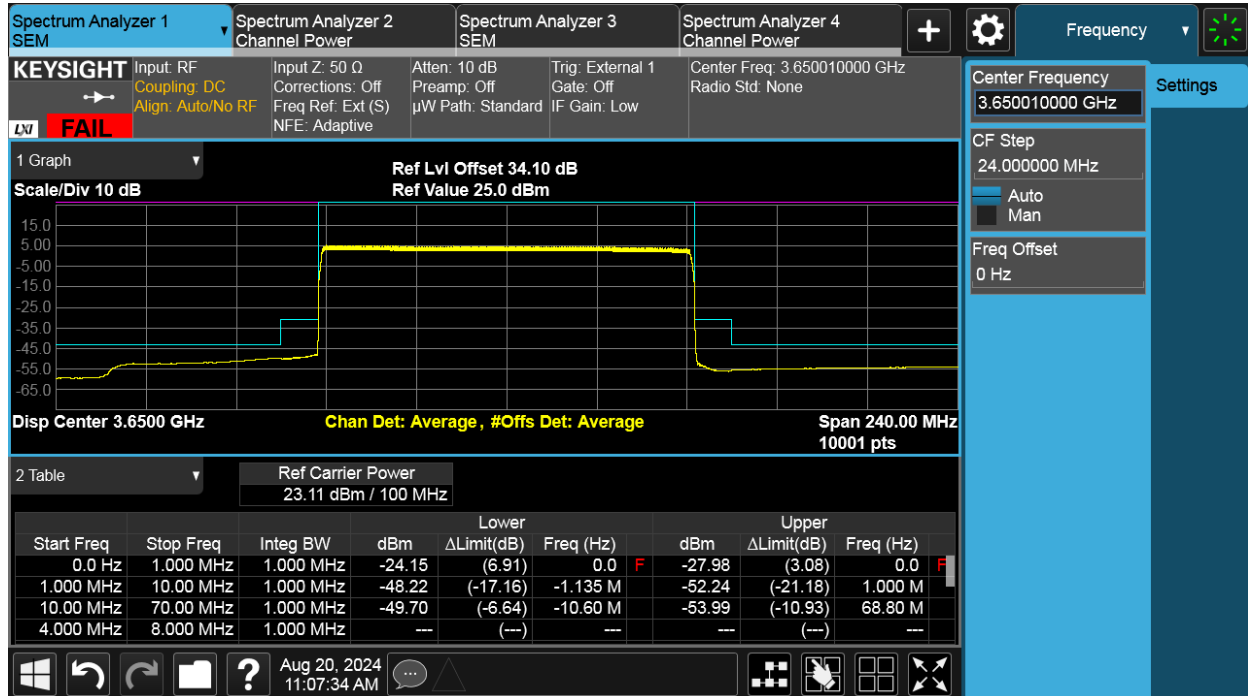 Spectrum Analyzer 1
SEM
Spectrum Analyzer 2
Channel Power
Spectrum Analyzer 3
SEM
Spectrum Analyzer 4
Channel Power
+
Frequency
KEYSIGHT
LXI
FAIL
Input: RF
Coupling: DC
Align: Auto/No RF
Input Z: 50 Ω
Corrections: Off
Freq Ref: Ext (S)
NFE: Adaptive
Atten: 10 dB
Preamp: Off
µW Path: Standard
Trig: External 1
Gate: Off
IF Gain: Low
Center Freq: 3.650010000 GHz
Radio Std: None
Center Frequency
3.650010000 GHz
Settings
CF Step
24.000000 MHz
Auto
Man
Freq Offset
0 Hz
1 Graph
Scale/Div 10 dB
Ref Lvl Offset 34.10 dB
Ref Value 25.0 dBm
15.0
5.00
-5.00
-15.0
-25.0
-35.0
-45.0
-55.0
-65.0
Disp Center 3.6500 GHz
Chan Det: Average , #Offs Det: Average
Span 240.00 MHz
10001 pts
2 Table
Ref Carrier Power
23.11 dBm / 100 MHz
Lower Upper
Start Freq Stop Freq Integ BW dBm ΔLimit(dB) Freq (Hz) dBm ΔLimit(dB) Freq (Hz)
0.0 Hz 1.000 MHz 1.000 MHz -24.15 (6.91) 0.0 F -27.98 (3.08) 0.0 F
1.000 MHz 10.00 MHz 1.000 MHz -48.22 (-17.16) -1.135 M -52.24 (-21.18) 1.000 M
10.00 MHz 70.00 MHz 1.000 MHz -49.70 (-6.64) -10.60 M -53.99 (-10.93) 68.80 M
4.000 MHz 8.000 MHz 1.000 MHz --- (---) --- --- (---) ---
?
Aug 20, 2024
11:07:34 AM